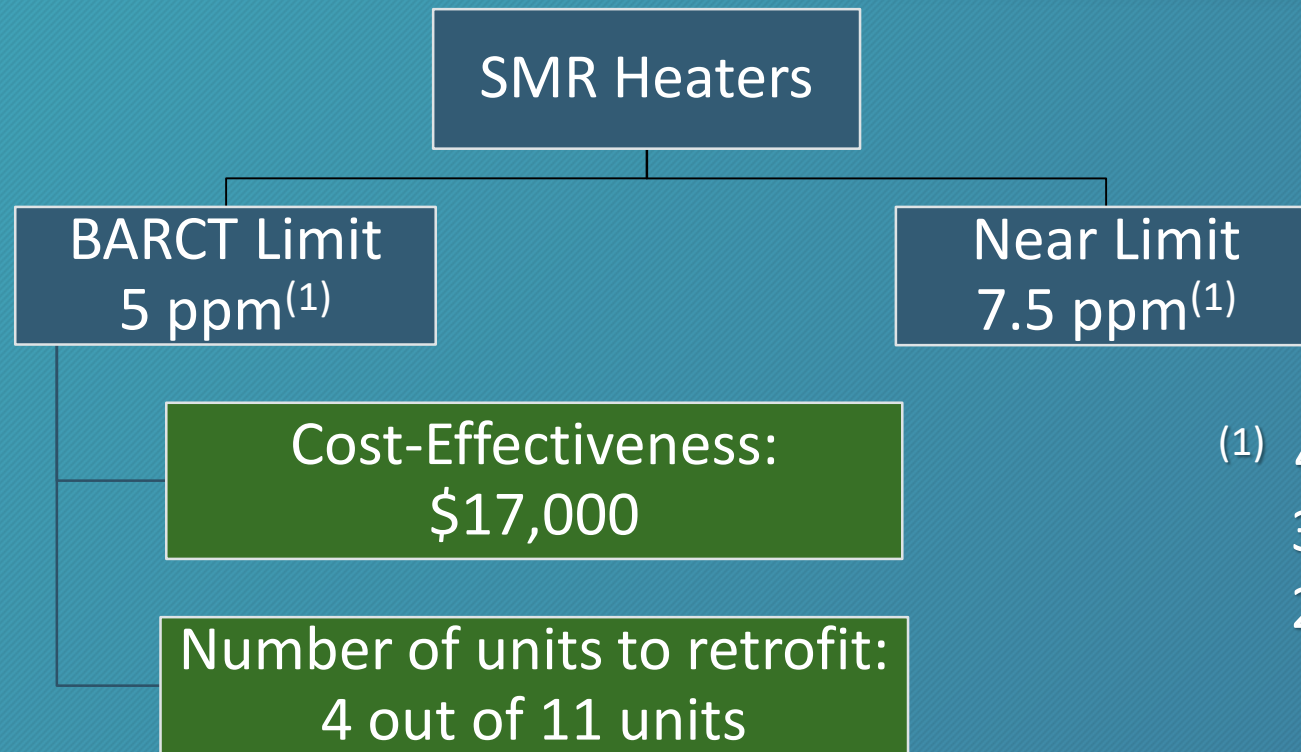 SMR Heaters
BARCT Limit
5 ppm(1)
Near Limit
7.5 ppm(1)
Cost-Effectiveness:
$17,000
(1)
Number of units to retrofit:
4 out of 11 units